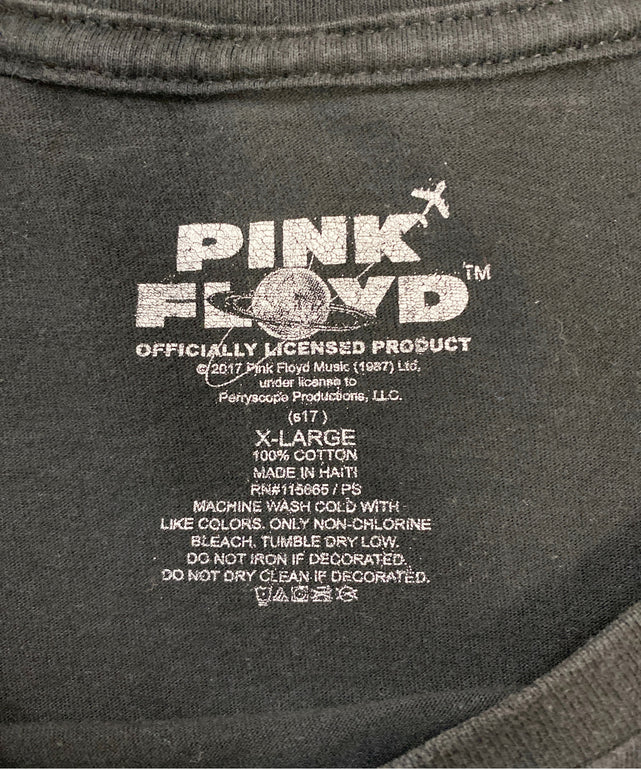 PINK
FLOYD™
OFFICIALLY LICENSED PRODUCT
© 2017 Pink Floyd Music (1987) Ltd.
under license to
Perryscope Productions, LLC.
(s17 )
X-LARGE
100% COTTON
MADE IN HAITI
RN#115665 / PS
MACHINE WASH COLD WITH
LIKE COLORS. ONLY NON-CHLORINE
BLEACH. TUMBLE DRY LOW.
DO NOT IRON IF DECORATED.
DO NOT DRY CLEAN IF DECORATED.